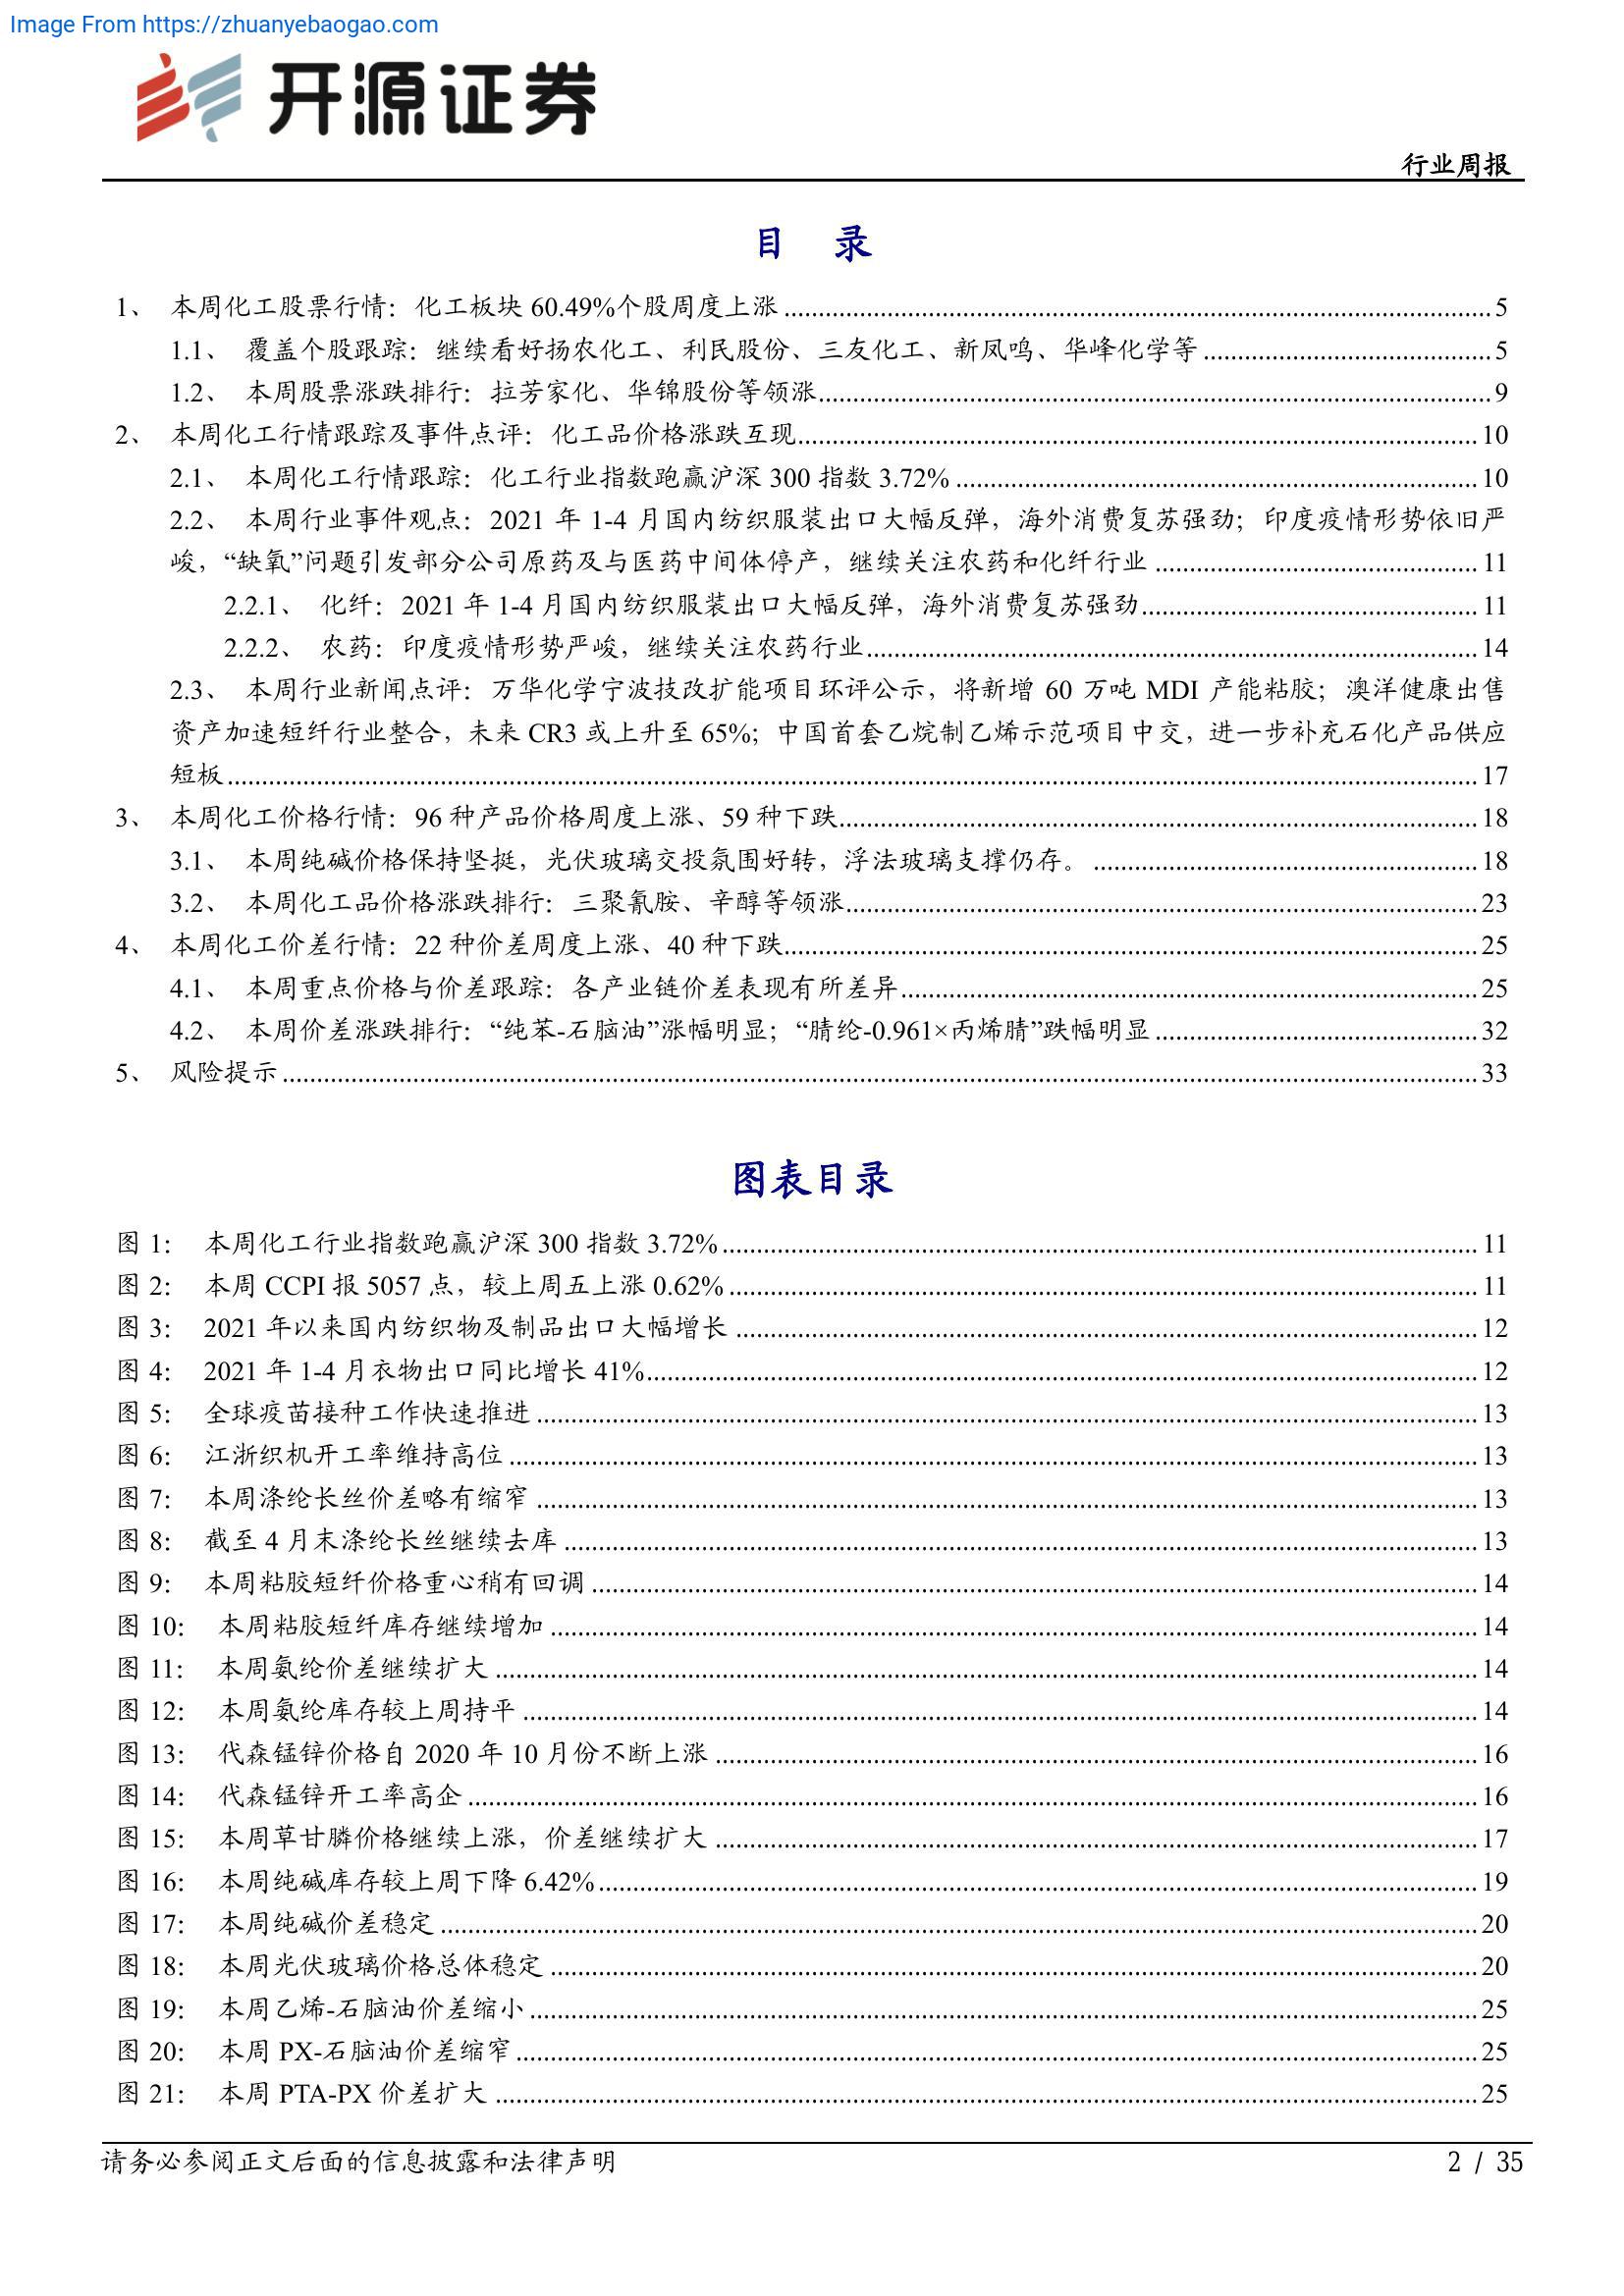 Image From https://zhuanyebaogao.com
开源证券
行业周报
目 录
1、 本周化工股票行情：化工板块 60.49%个股周度上涨 ........ 5
1.1、 覆盖个股跟踪：继续看好扬农化工、利民股份、三友化工、新凤鸣、华峰化学等 ........ 5
1.2、 本周股票涨跌排行：拉芳家化、华锦股份等领涨 ........ 9
2、 本周化工行情跟踪及事件点评：化工品价格涨跌互现 ........ 10
2.1、 本周化工行情跟踪：化工行业指数跑赢沪深 300 指数 3.72% ........ 10
2.2、 本周行业事件观点：2021 年 1-4 月国内纺织服装出口大幅反弹，海外消费复苏强劲；印度疫情形势依旧严
峻，“缺氧”问题引发部分公司原药及与医药中间体停产，继续关注农药和化纤行业 ........ 11
2.2.1、 化纤：2021 年 1-4 月国内纺织服装出口大幅反弹，海外消费复苏强劲 ........ 11
2.2.2、 农药：印度疫情形势严峻，继续关注农药行业 ........ 14
2.3、 本周行业新闻点评：万华化学宁波技改扩能项目环评公示，将新增 60 万吨 MDI 产能粘胶；澳洋健康出售
资产加速短纤行业整合，未来 CR3 或上升至 65%；中国首套乙烷制乙烯示范项目中交，进一步补充石化产品供应
短板 ........ 17
3、 本周化工价格行情：96 种产品价格周度上涨、59 种下跌 ........ 18
3.1、 本周纯碱价格保持坚挺，光伏玻璃交投氛围好转，浮法玻璃支撑仍存。 ........ 18
3.2、 本周化工品价格涨跌排行：三聚氰胺、辛醇等领涨 ........ 23
4、 本周化工价差行情：22 种价差周度上涨、40 种下跌 ........ 25
4.1、 本周重点价格与价差跟踪：各产业链价差表现有所差异 ........ 25
4.2、 本周价差涨跌排行：“纯苯-石脑油”涨幅明显；“腈纶-0.961×丙烯腈”跌幅明显 ........ 32
5、 风险提示 ........ 33
图表目录
图 1： 本周化工行业指数跑赢沪深 300 指数 3.72% ........ 11
图 2： 本周 CCPI 报 5057 点，较上周五上涨 0.62% ........ 11
图 3： 2021 年以来国内纺织物及制品出口大幅增长 ........ 12
图 4： 2021 年 1-4 月衣物出口同比增长 41% ........ 12
图 5： 全球疫苗接种工作快速推进 ........ 13
图 6： 江浙织机开工率维持高位 ........ 13
图 7： 本周涤纶长丝价差略有缩窄 ........ 13
图 8： 截至 4 月末涤纶长丝继续去库 ........ 13
图 9： 本周粘胶短纤价格重心稍有回调 ........ 14
图 10： 本周粘胶短纤库存继续增加 ........ 14
图 11： 本周氨纶价差继续扩大 ........ 14
图 12： 本周氨纶库存较上周持平 ........ 14
图 13： 代森锰锌价格自 2020 年 10 月份不断上涨 ........ 16
图 14： 代森锰锌开工率高企 ........ 16
图 15： 本周草甘膦价格继续上涨，价差继续扩大 ........ 17
图 16： 本周纯碱库存较上周下降 6.42% ........ 19
图 17： 本周纯碱价差稳定 ........ 20
图 18： 本周光伏玻璃价格总体稳定 ........ 20
图 19： 本周乙烯-石脑油价差缩小 ........ 25
图 20： 本周 PX-石脑油价差缩窄 ........ 25
图 21： 本周 PTA-PX 价差扩大 ........ 25
请务必参阅正文后面的信息披露和法律声明
2 / 35